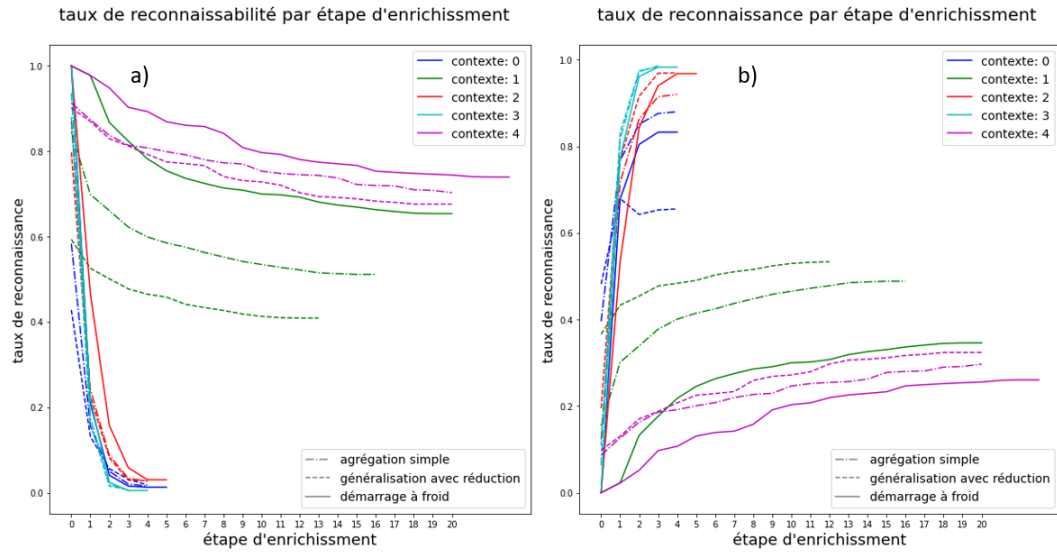 taux de reconnaissabilité par étape d'enrichissment
a)
contexte: 0
contexte: 1
contexte: 2
contexte: 3
contexte: 4
1.0
0.8
0.6
0.4
0.2
0.0
taux de reconnaissance
agrégation simple
généralisation avec réduction
démarrage à froid
0 1 2 3 4 5 6 7 8 9 10 11 12 13 14 15 16 17 18 19 20
étape d'enrichissment
taux de reconnaissance par étape d'enrichissment
b)
contexte: 0
contexte: 1
contexte: 2
contexte: 3
contexte: 4
1.0
0.8
0.6
0.4
0.2
0.0
taux de reconnaissance
agrégation simple
généralisation avec réduction
démarrage à froid
0 1 2 3 4 5 6 7 8 9 10 11 12 13 14 15 16 17 18 19 20
étape d'enrichissment